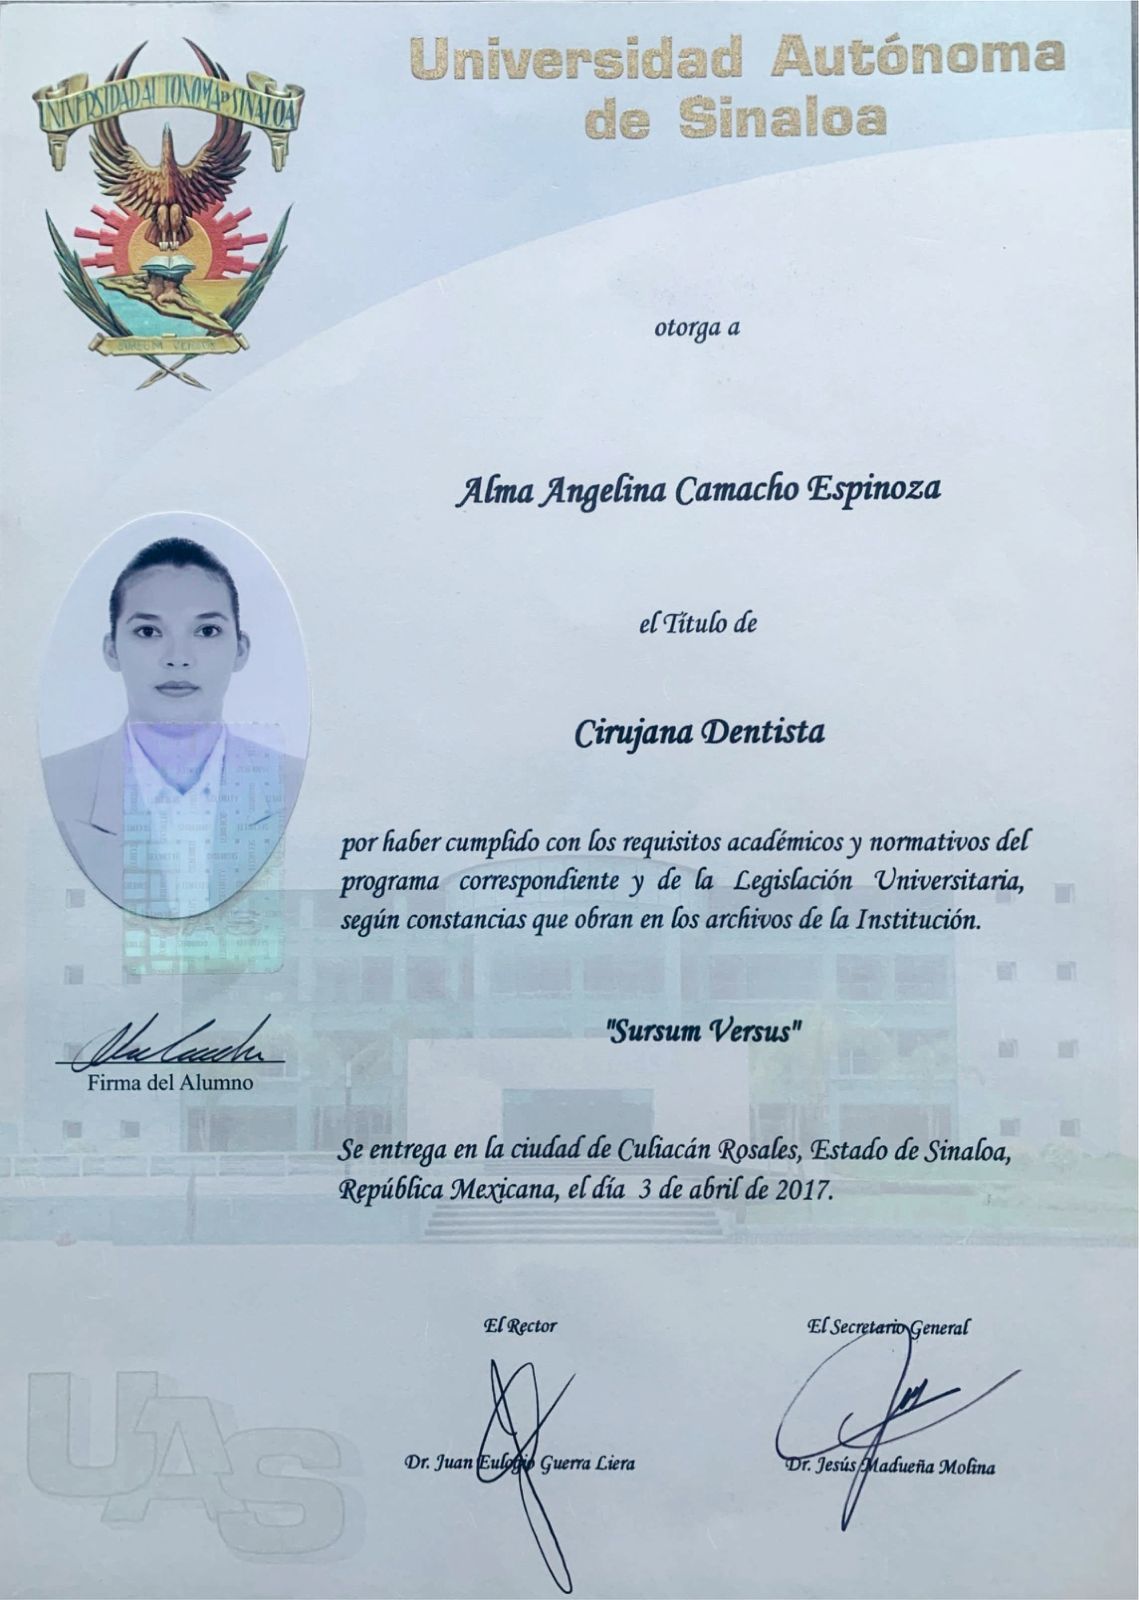 Universidad Autónoma
de Sinaloa
UNIVERSIDAD AUTONOMA DE SINALOA
SURSUM VERSUS
otorga a
Alma Angelina Camacho Espinoza
el Título de
Cirujana Dentista
por haber cumplido con los requisitos académicos y normativos del
programa correspondiente y de la Legislación Universitaria,
según constancias que obran en los archivos de la Institución.
"Sursum Versus"
Firma del Alumno
Se entrega en la ciudad de Culiacán Rosales, Estado de Sinaloa,
República Mexicana, el día 3 de abril de 2017.
El Rector
El Secretario General
Dr. Juan Eulogio Guerra Liera
Dr. Jesús Madueña Molina
UAS